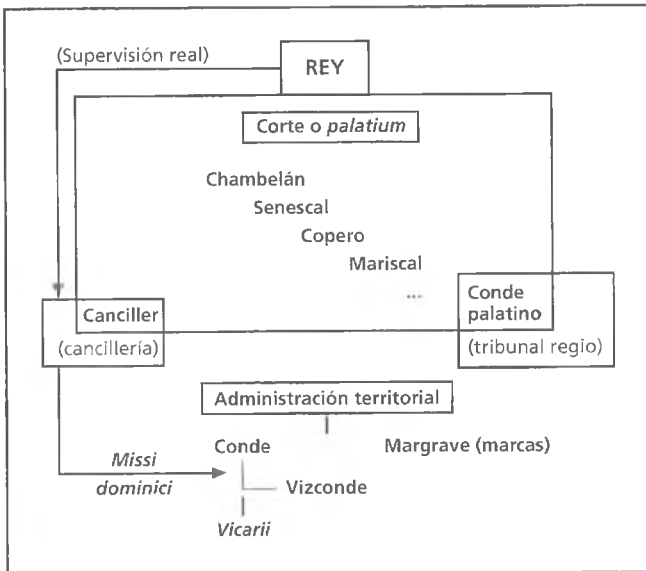 (Supervisión real)
REY
Corte o palatium
Chambelán
Senescal
Copero
Mariscal
...
Canciller
(cancillería)
Conde
palatino
(tribunal regio)
Administración territorial
Conde
Margrave (marcas)
Missi
dominici
Vizconde
Vicarii